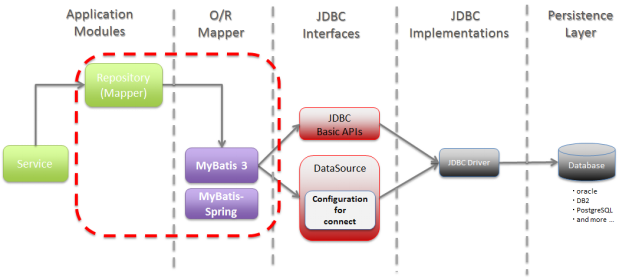 Application
Modules
O/R
Mapper
JDBC
Interfaces
JDBC
Implementations
Persistence
Layer
Repository
(Mapper)
Service
MyBatis 3
MyBatis-
Spring
JDBC
Basic APIs
DataSource
Configuration
for
connect
JDBC Driver
Database
・ oracle
・ DB2
・ PostgreSQL
・ and more ...